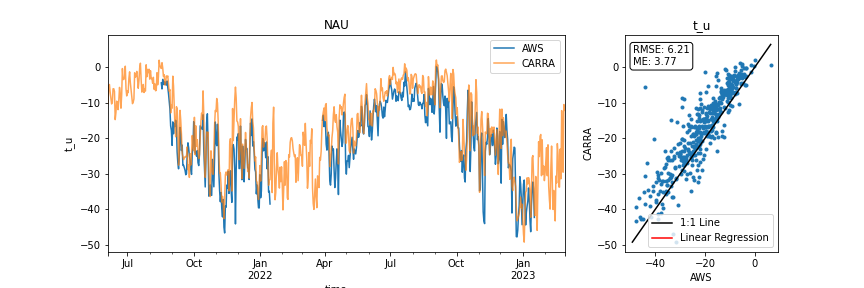 NAU
t_u
AWS
CARRA
0
−10
−20
−30
−40
−50
t_u
Jul
Oct
Jan
2022
Apr
Jul
Oct
Jan
2023
time
RMSE: 6.21
ME: 3.77
0
−10
−20
−30
−40
−50
CARRA
1:1 Line
Linear Regression
−40
−20
0
AWS